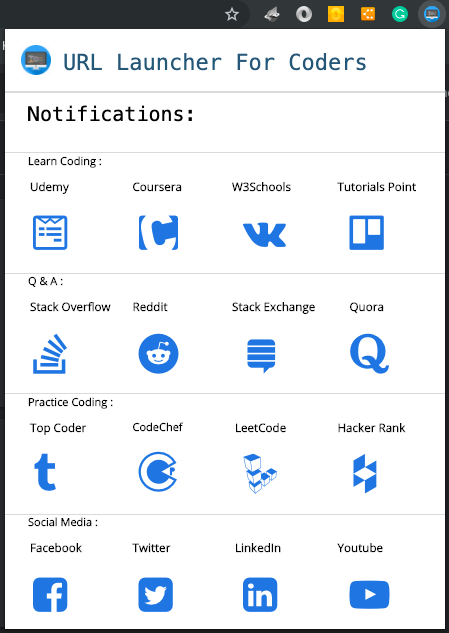 URL Launcher For Coders
Notifications:
Learn Coding :
Udemy Coursera W3Schools Tutorials Point
Q & A :
Stack Overflow Reddit Stack Exchange Quora
Practice Coding :
Top Coder CodeChef LeetCode Hacker Rank
Social Media :
Facebook Twitter LinkedIn Youtube